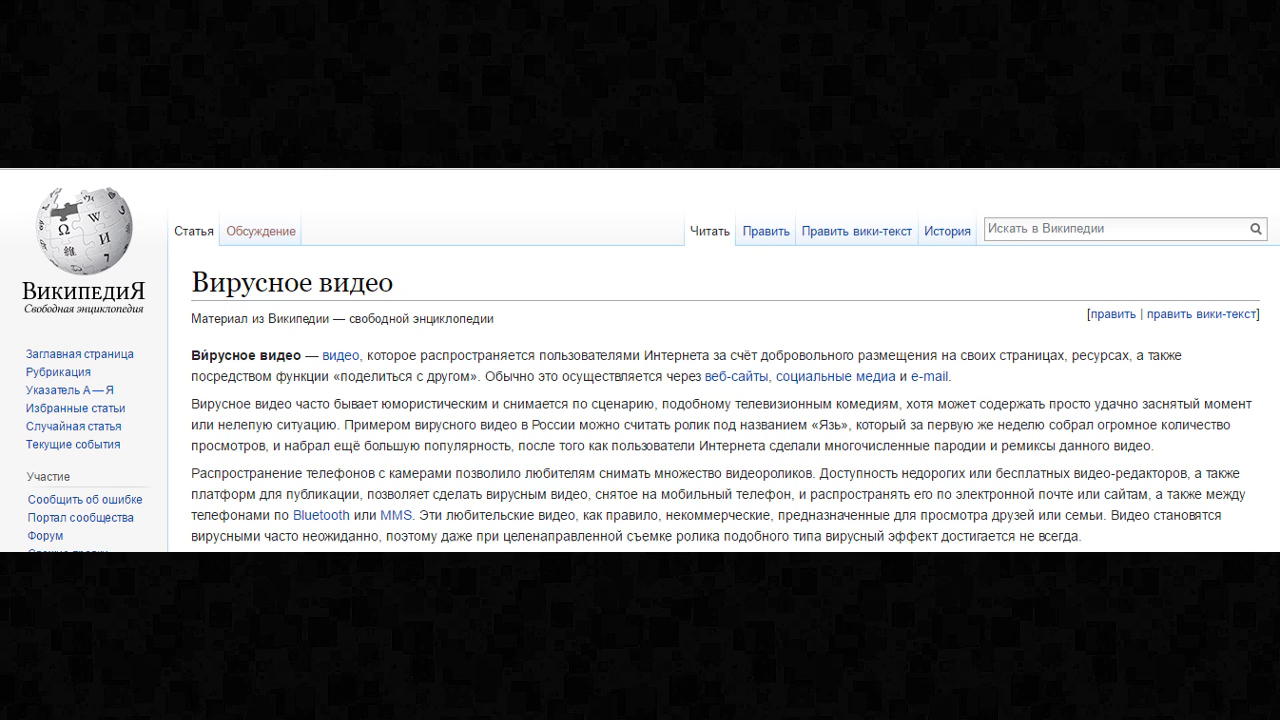 ВикипедиЯ
Свободная энциклопедия
Заглавная страница
Рубрикация
Указатель А — Я
Избранные статьи
Случайная статья
Текущие события
Участие
Сообщить об ошибке
Портал сообщества
Форум
Статья
Обсуждение
Читать
Править
Править вики-текст
История
Искать в Википедии
Вирусное видео
Материал из Википедии — свободной энциклопедии
[править | править вики-текст]
Ви́русное видео — видео, которое распространяется пользователями Интернета за счёт добровольного размещения на своих страницах, ресурсах, а также
посредством функции «поделиться с другом». Обычно это осуществляется через веб-сайты, социальные медиа и e-mail.
Вирусное видео часто бывает юмористическим и снимается по сценарию, подобному телевизионным комедиям, хотя может содержать просто удачно заснятый момент
или нелепую ситуацию. Примером вирусного видео в России можно считать ролик под названием «Язь», который за первую же неделю собрал огромное количество
просмотров, и набрал ещё большую популярность, после того как пользователи Интернета сделали многочисленные пародии и ремиксы данного видео.
Распространение телефонов с камерами позволило любителям снимать множество видеороликов. Доступность недорогих или бесплатных видео-редакторов, а также
платформ для публикации, позволяет сделать вирусным видео, снятое на мобильный телефон, и распространять его по электронной почте или сайтам, а также между
телефонами по Bluetooth или MMS. Эти любительские видео, как правило, некоммерческие, предназначенные для просмотра друзей или семьи. Видео становятся
вирусными часто неожиданно, поэтому даже при целенаправленной съемке ролика подобного типа вирусный эффект достигается не всегда.